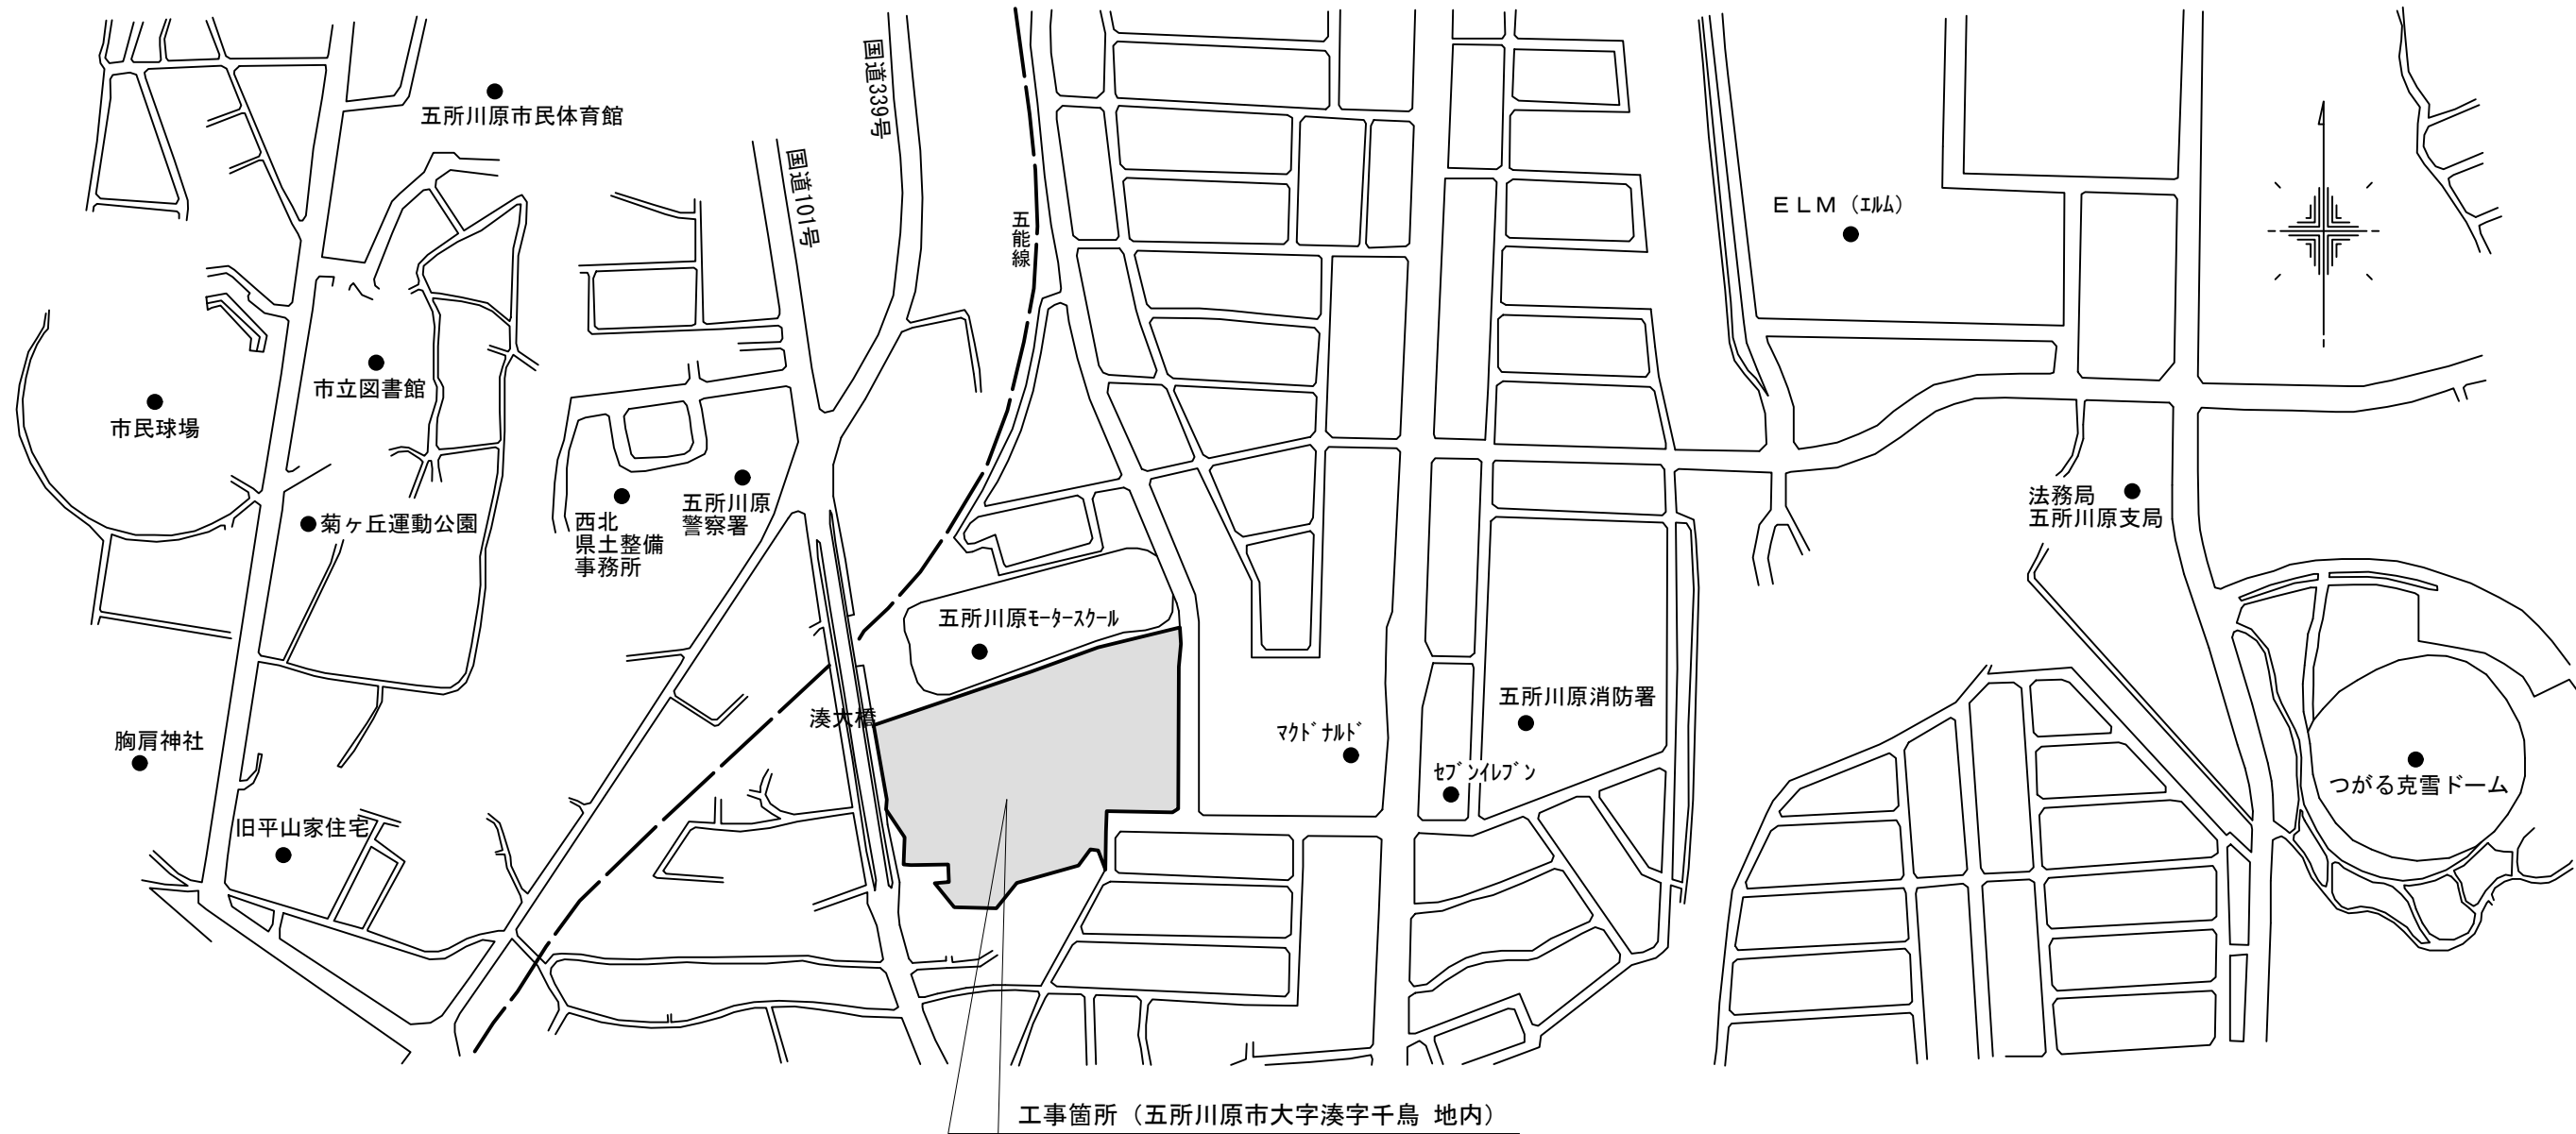 国道339号
五所川原市民体育館
国道101号
五能線
ＥＬＭ（ｴﾙﾑ）
市立図書館
市民球場
菊ヶ丘運動公園
西北
県土整備
事務所
五所川原
警察署
法務局
五所川原支局
五所川原ﾓｰﾀｰｽｸｰﾙ
湊大橋
五所川原消防署
ﾏｸﾄﾞﾅﾙﾄﾞ
ｾﾌﾞﾝｲﾚﾌﾞﾝ
胸肩神社
つがる克雪ドーム
旧平山家住宅
工事箇所（五所川原市大字湊字千鳥 地内）